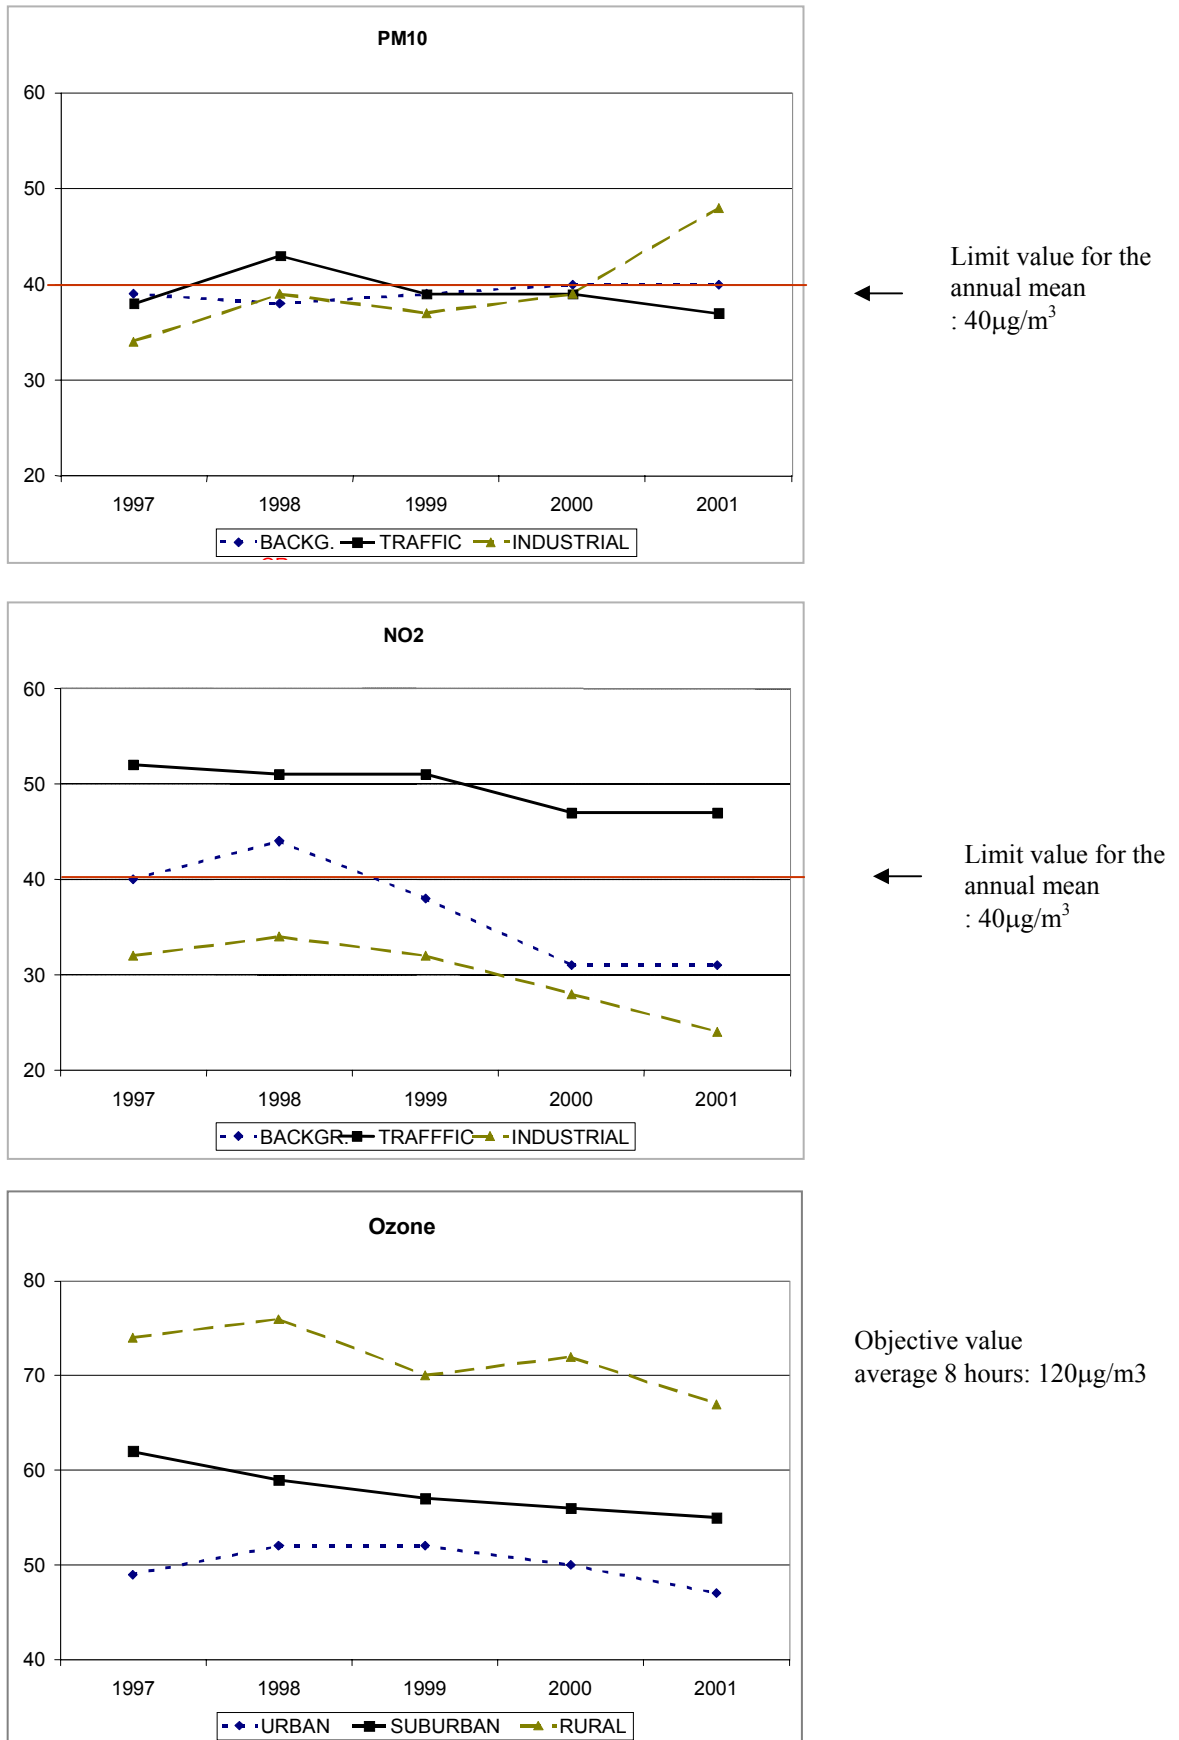 PM10
60
50
40
30
20
1997 1998 1999 2000 2001
BACKG. TRAFFIC INDUSTRIAL
Limit value for the
annual mean
: 40μg/m³
NO2
60
50
40
30
20
1997 1998 1999 2000 2001
BACKGR. TRAFFFIC INDUSTRIAL
Limit value for the
annual mean
: 40μg/m³
Ozone
80
70
60
50
40
1997 1998 1999 2000 2001
URBAN SUBURBAN RURAL
Objective value
average 8 hours: 120μg/m3